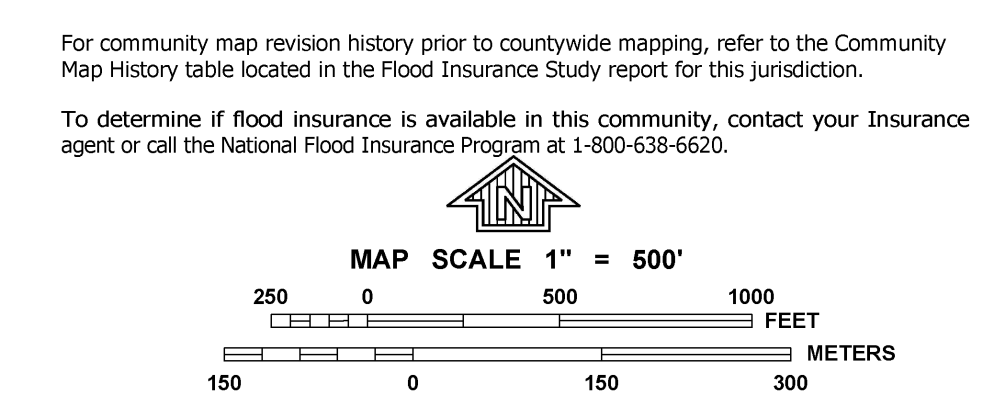 For community map revision history prior to countywide mapping, refer to the Community
Map History table located in the Flood Insurance Study report for this jurisdiction.
To determine if flood insurance is available in this community, contact your Insurance
agent or call the National Flood Insurance Program at 1-800-638-6620.
N
MAP SCALE 1" = 500'
250 0 500 1000
FEET
METERS
150 0 150 300